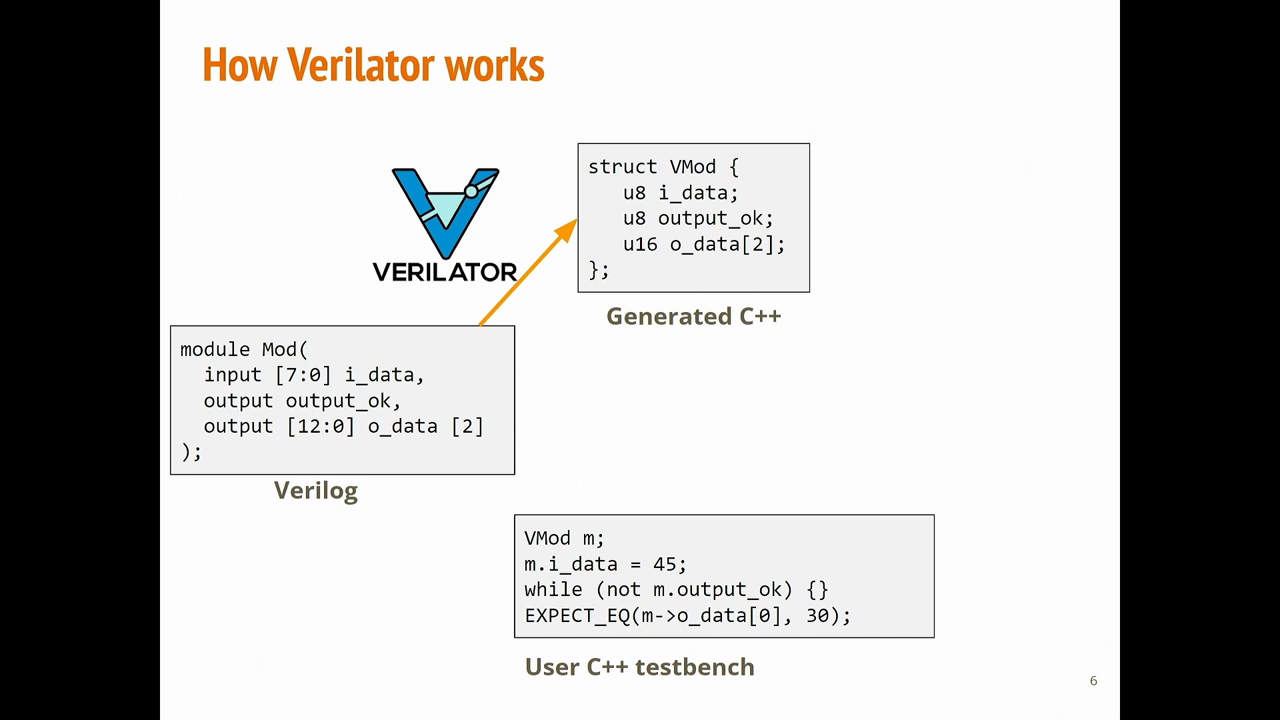 How Verilator works
VERILATOR
struct VMod {
   u8 i_data;
   u8 output_ok;
   u16 o_data[2];
};
Generated C++
module Mod(
  input [7:0] i_data,
  output output_ok,
  output [12:0] o_data [2]
);
Verilog
VMod m;
m.i_data = 45;
while (not m.output_ok) {}
EXPECT_EQ(m->o_data[0], 30);
User C++ testbench
6